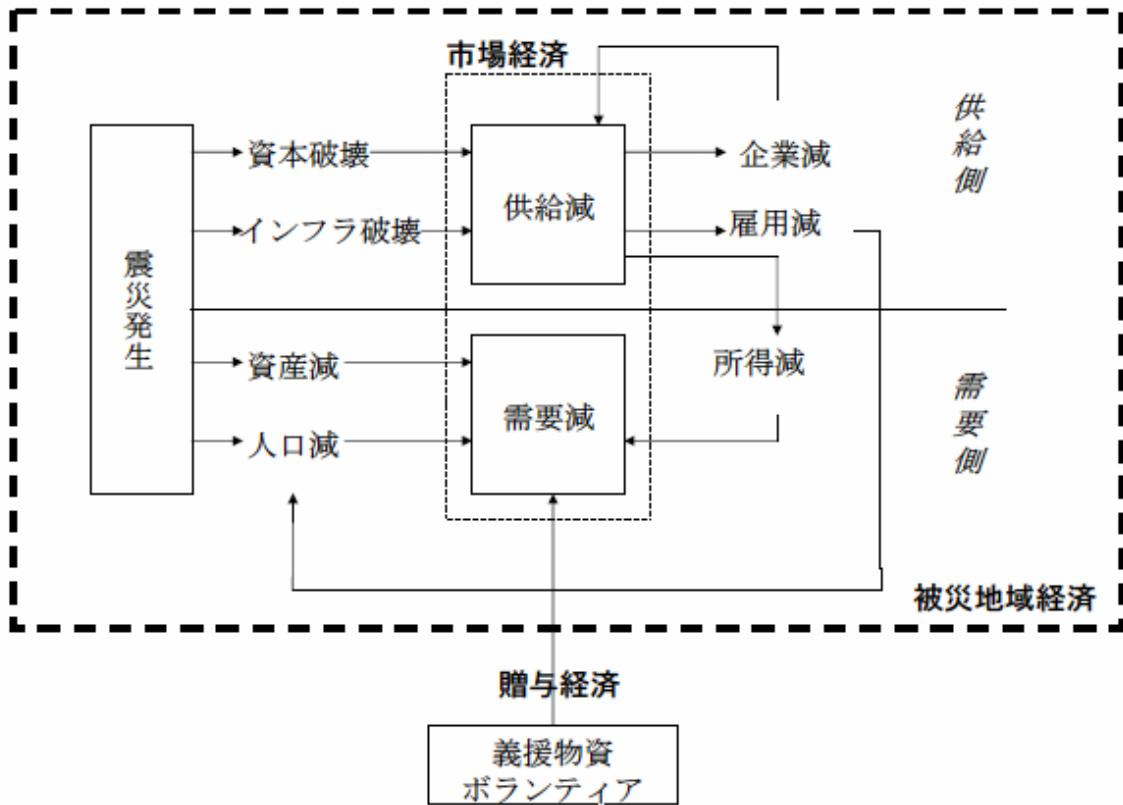 市場経済
供給側
資本破壊
企業減
供給減
インフラ破壊
雇用減
震災発生
資産減
所得減
需要減
需要側
人口減
被災地域経済
贈与経済
義援物資
ボランティア